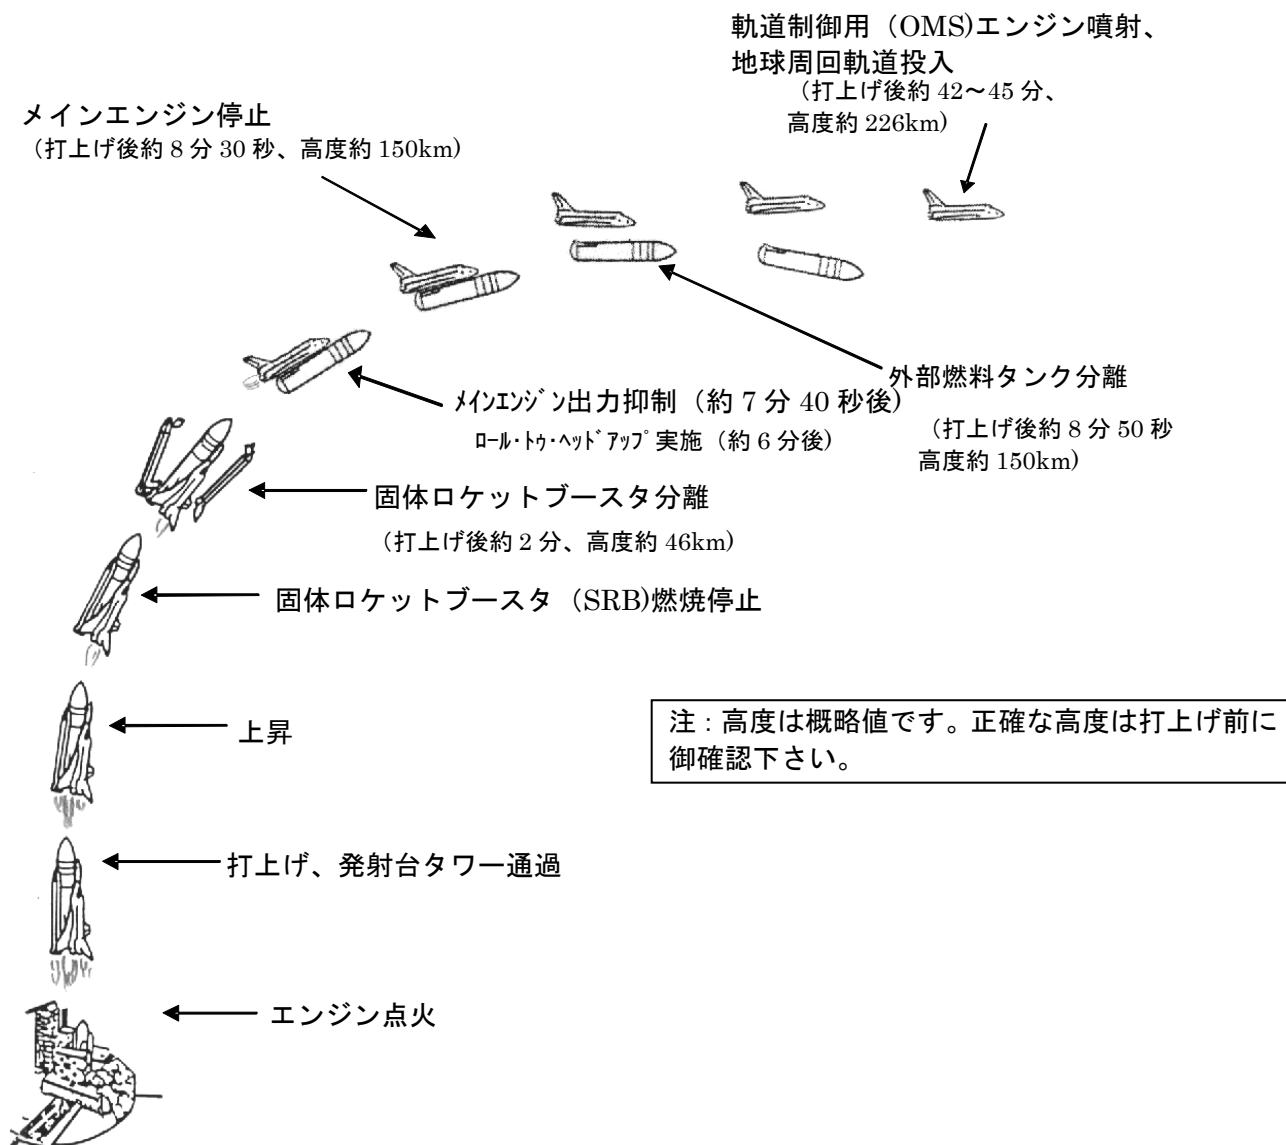 軌道制御用（OMS)エンジン噴射、
地球周回軌道投入
（打上げ後約 42～45 分、
高度約 226km)
メインエンジン停止
（打上げ後約 8 分 30 秒、高度約 150km)
外部燃料タンク分離
（打上げ後約 8 分 50 秒
高度約 150km)
ﾒｲﾝｴﾝｼﾞﾝ出力抑制（約 7 分 40 秒後）
ﾛｰﾙ・ﾄｩ・ﾍｯﾄﾞｱｯﾌﾟ実施（約 6 分後）
固体ロケットブースタ分離
（打上げ後約 2 分、高度約 46km)
固体ロケットブースタ（SRB)燃焼停止
上昇
注：高度は概略値です。正確な高度は打上げ前に
御確認下さい。
打上げ、発射台タワー通過
エンジン点火